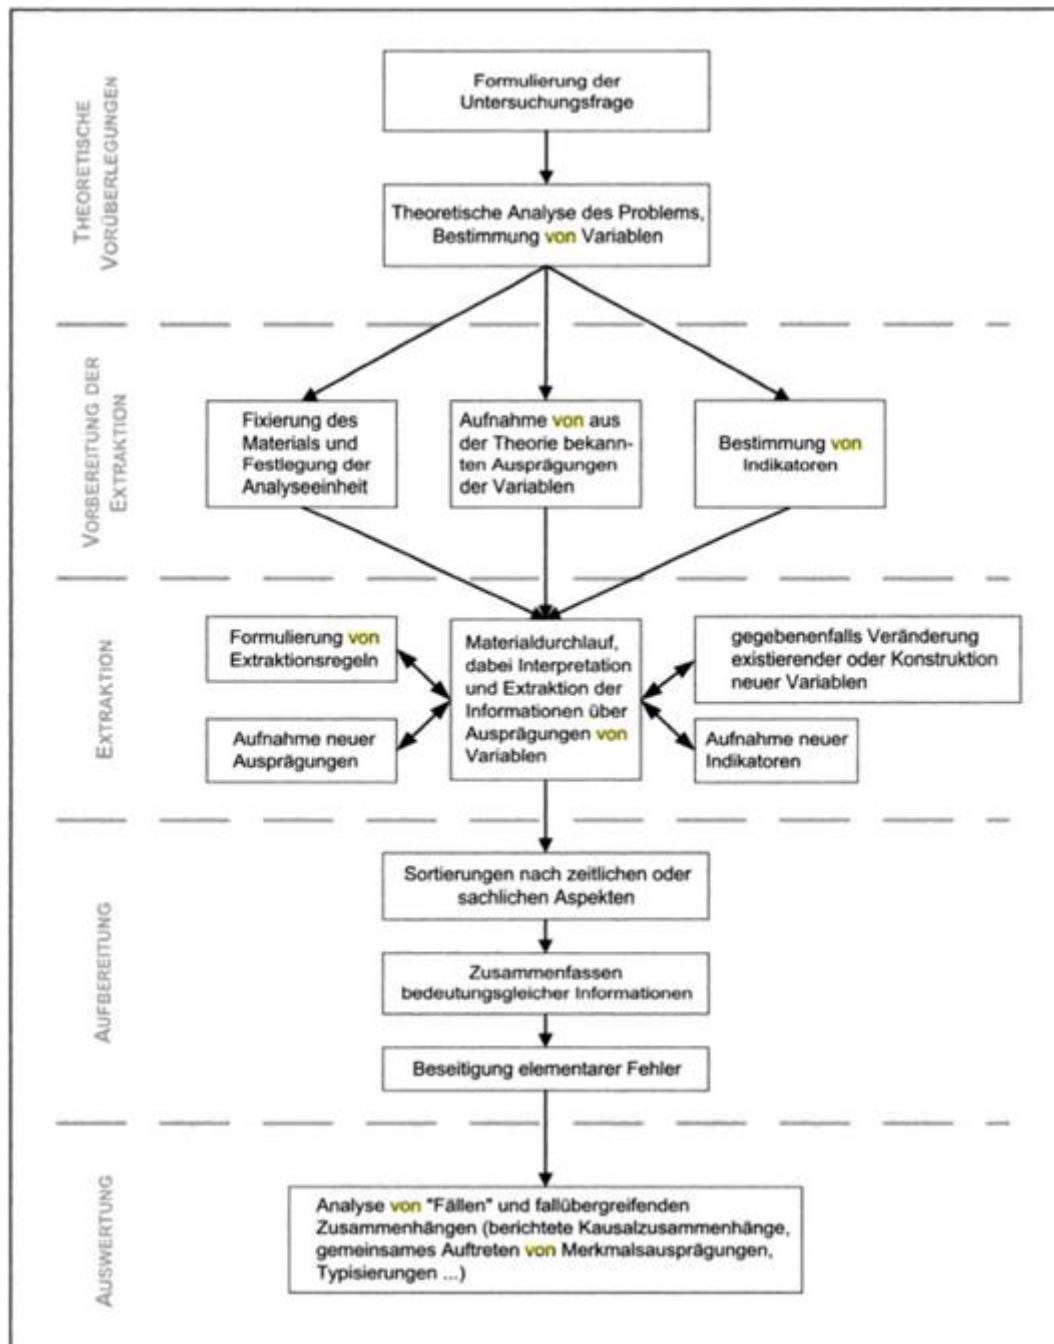 THEORETISCHE
VORÜBERLEGUNGEN
Formulierung der
Untersuchungsfrage
Theoretische Analyse des Problems,
Bestimmung von Variablen
VORBEREITUNG DER
EXTRAKTION
Fixierung des
Materials und
Festlegung der
Analyseeinheit
Aufnahme von aus
der Theorie bekann-
ten Ausprägungen
der Variablen
Bestimmung von
Indikatoren
EXTRAKTION
Formulierung von
Extraktionsregeln
Aufnahme neuer
Ausprägungen
Materialdurchlauf,
dabei Interpretation
und Extraktion der
Informationen über
Ausprägungen von
Variablen
gegebenenfalls Veränderung
existierender oder Konstruktion
neuer Variablen
Aufnahme neuer
Indikatoren
AUFBEREITUNG
Sortierungen nach zeitlichen oder
sachlichen Aspekten
Zusammenfassen
bedeutungsgleicher Informationen
Beseitigung elementarer Fehler
AUSWERTUNG
Analyse von "Fällen" und fallübergreifenden
Zusammenhängen (berichtete Kausalzusammenhänge,
gemeinsames Auftreten von Merkmalsausprägungen,
Typisierungen ...)